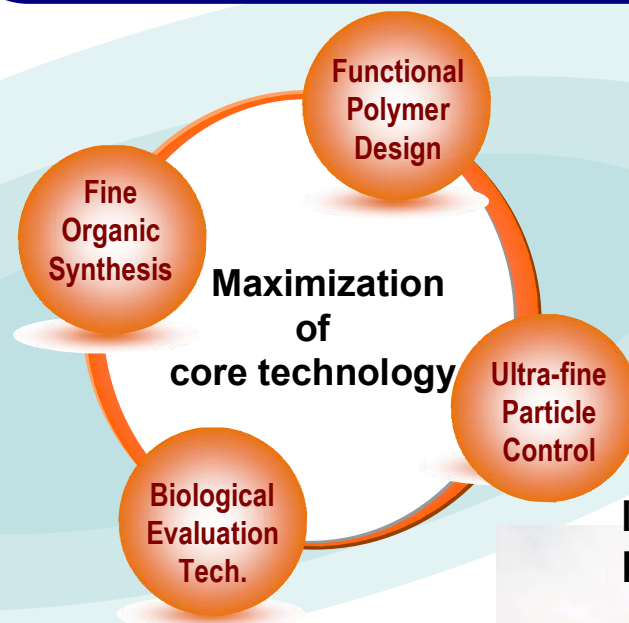 Functional
Polymer
Design
Fine
Organic
Synthesis
Maximization
of
core technology
Ultra-fine
Particle
Control
Biological
Evaluation
Tech.